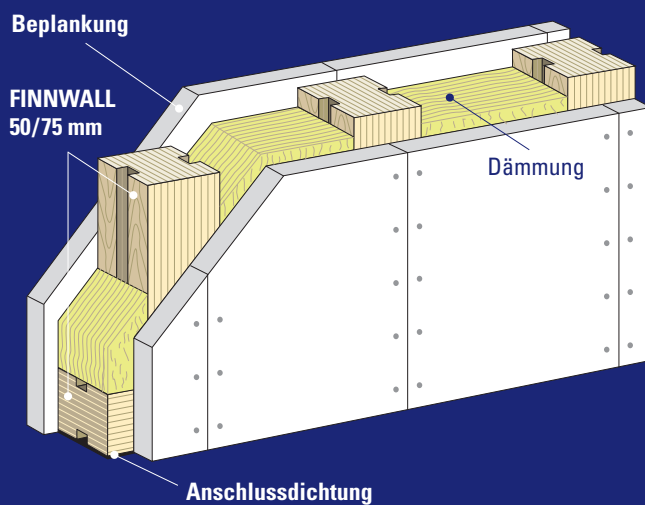 Beplankung
FINNWALL
50/75 mm
Dämmung
Anschlussdichtung